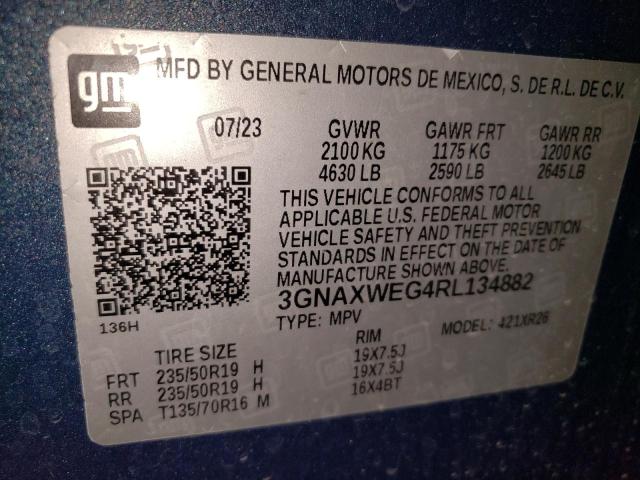 gm
MFD BY GENERAL MOTORS DE MEXICO, S. DE R.L. DE C.V.
07/23 GVWR GAWR FRT GAWR RR
2100 KG 1175 KG 1200 KG
4630 LB 2590 LB 2645 LB
THIS VEHICLE CONFORMS TO ALL
APPLICABLE U.S. FEDERAL MOTOR
VEHICLE SAFETY AND THEFT PREVENTION
STANDARDS IN EFFECT ON THE DATE OF
MANUFACTURE SHOWN ABOVE.
3GNAXWEG4RL134882
136H
TYPE: MPV MODEL: 421XR26
TIRE SIZE RIM
FRT 235/50R19 H 19X7.5J
RR 235/50R19 H 19X7.5J
SPA T135/70R16 M 16X4BT